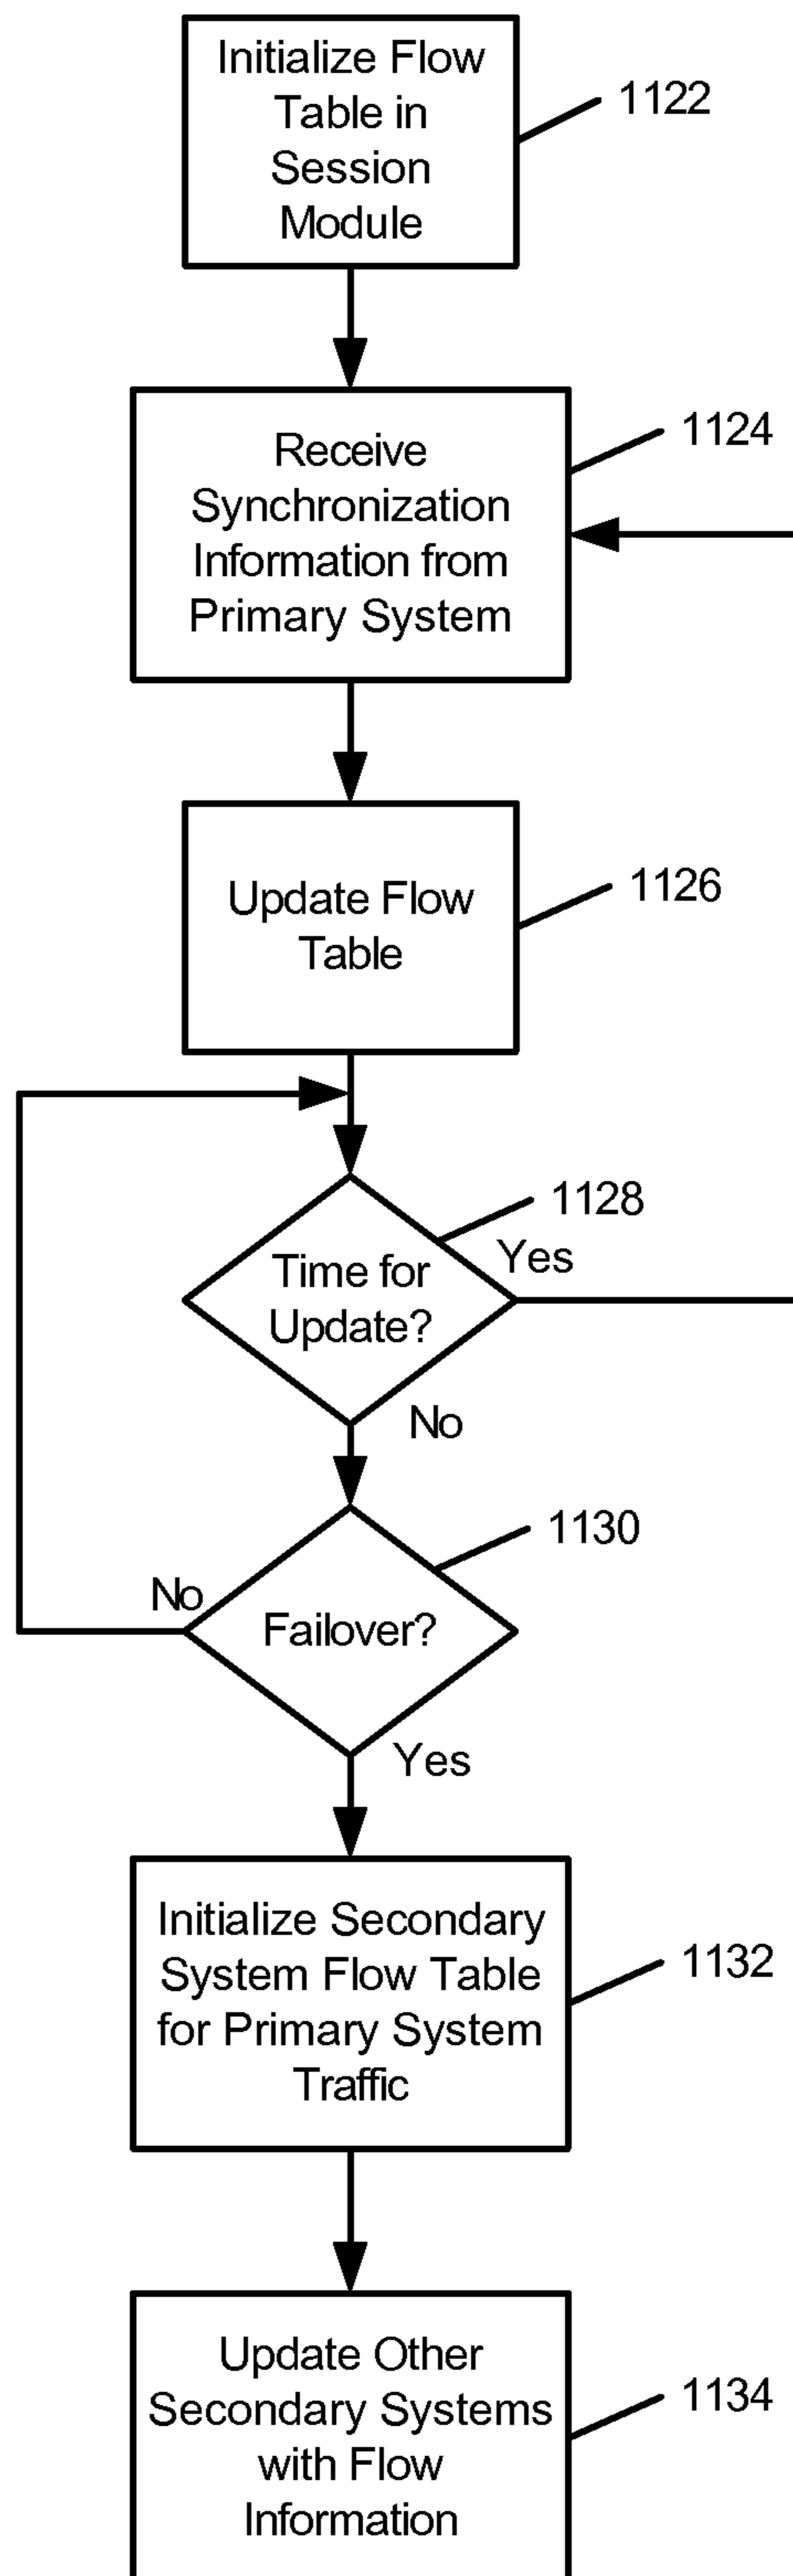 Initialize Flow
Table in
Session
Module
1122
Receive
Synchronization
Information from
Primary System
1124
Update Flow
Table
1126
Time for
Update?
1128
Yes
No
Failover?
1130
No
Yes
Initialize Secondary
System Flow Table
for Primary System
Traffic
1132
Update Other
Secondary Systems
with Flow
Information
1134